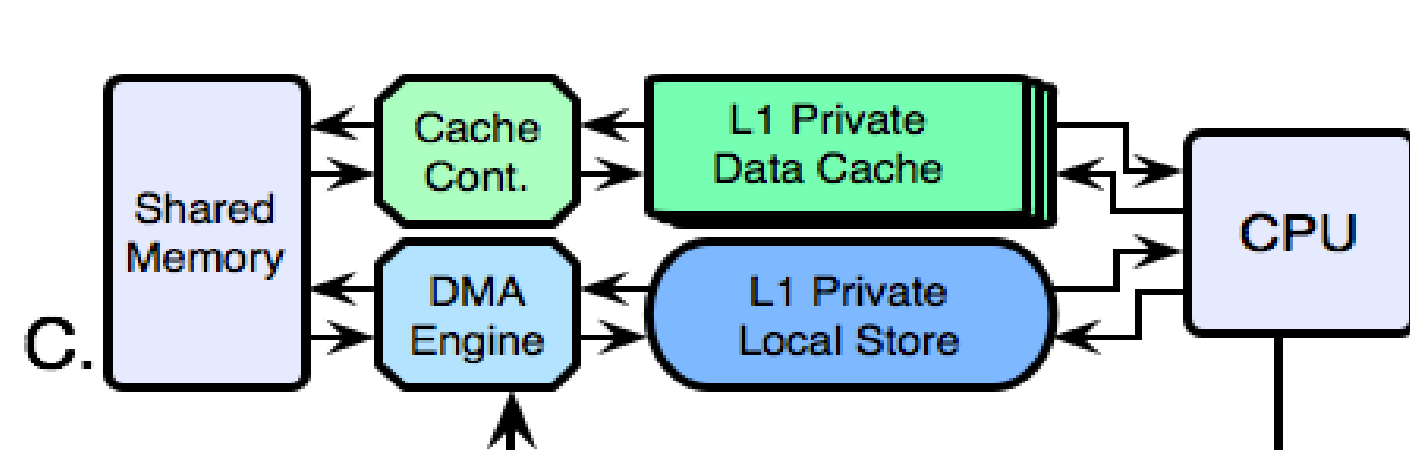 Cache
Cont.
L1 Private
Data Cache
Shared
Memory
CPU
DMA
Engine
L1 Private
Local Store
C.